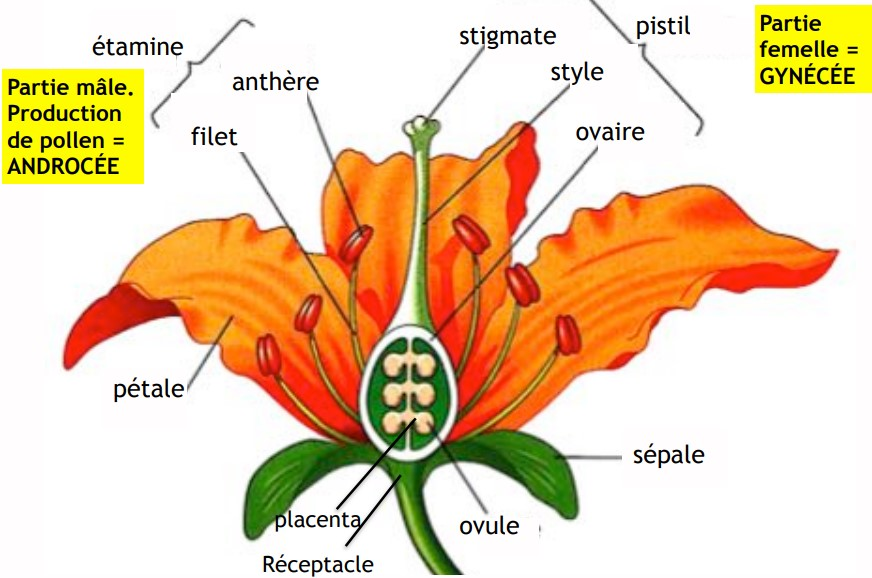 étamine
stigmate
pistil
Partie
femelle =
GYNÉCÉE
Partie mâle.
Production
de pollen =
ANDROCÉE
anthère
style
filet
ovaire
pétale
sépale
placenta
ovule
Réceptacle